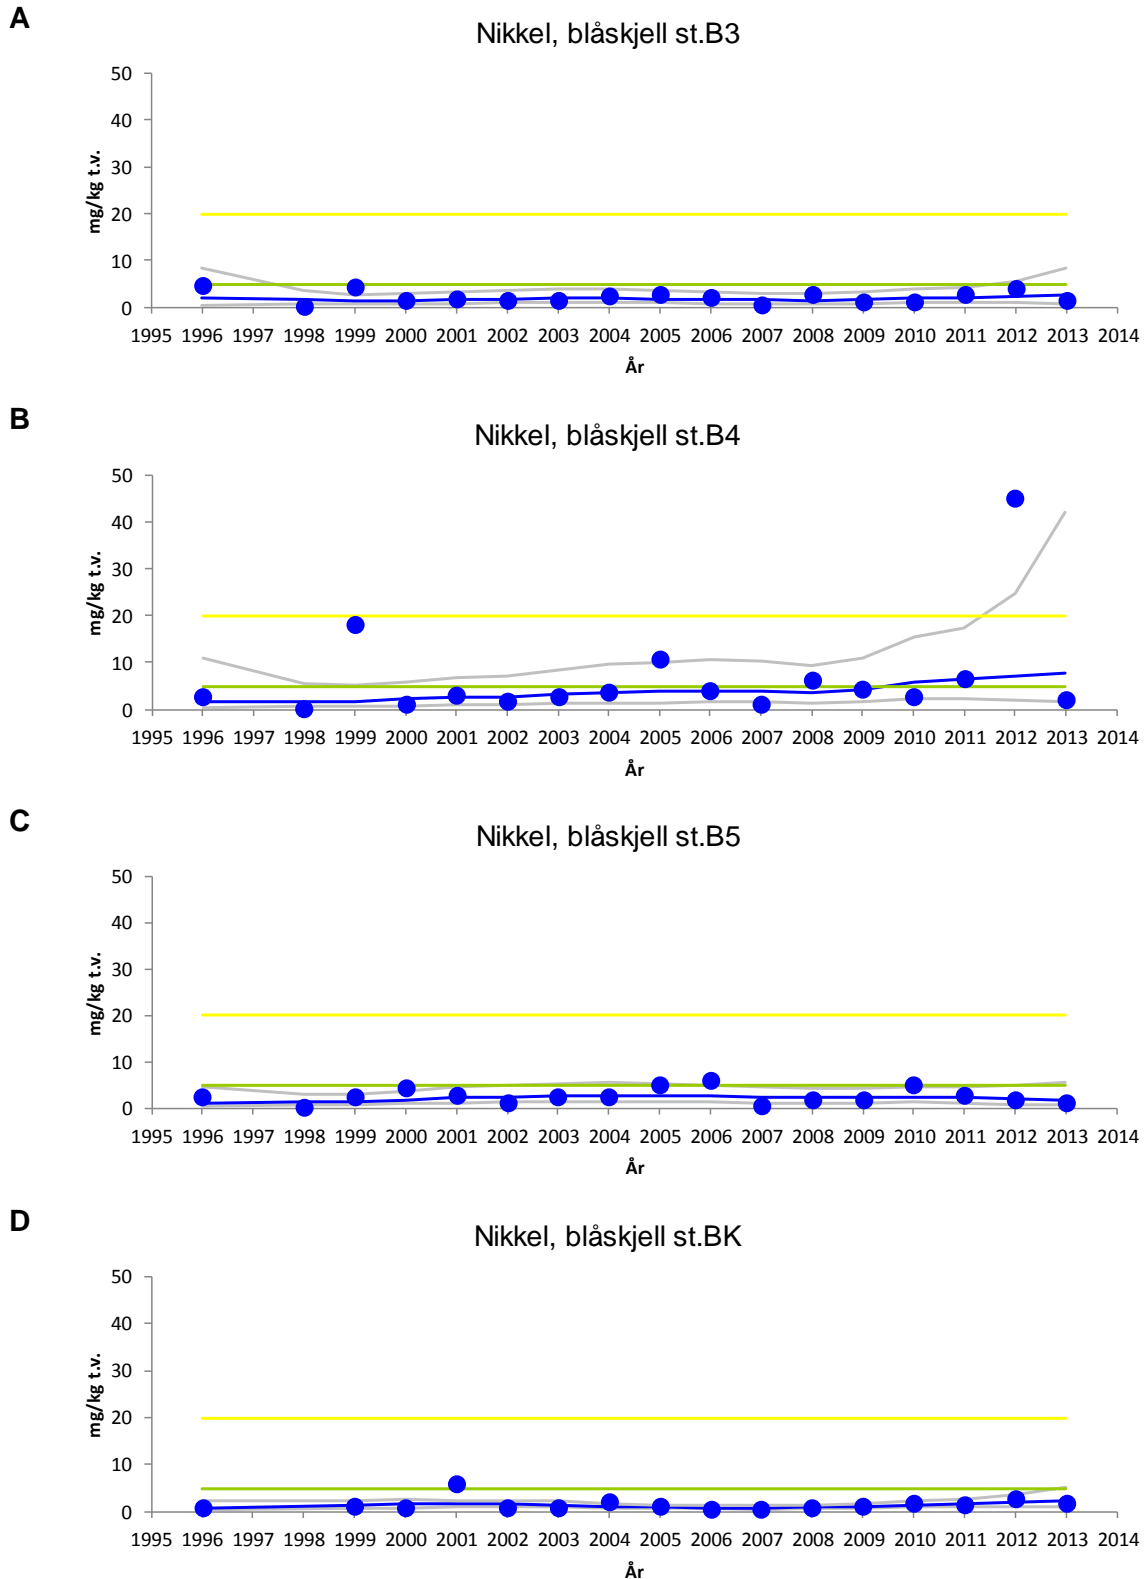 A
Nikkel, blåskjell st.B3
50
40
30
20
10
0
mg/kg t.v.
1995 1996 1997 1998 1999 2000 2001 2002 2003 2004 2005 2006 2007 2008 2009 2010 2011 2012 2013 2014
År
B
Nikkel, blåskjell st.B4
50
40
30
20
10
0
mg/kg t.v.
1995 1996 1997 1998 1999 2000 2001 2002 2003 2004 2005 2006 2007 2008 2009 2010 2011 2012 2013 2014
År
C
Nikkel, blåskjell st.B5
50
40
30
20
10
0
mg/kg t.v.
1995 1996 1997 1998 1999 2000 2001 2002 2003 2004 2005 2006 2007 2008 2009 2010 2011 2012 2013 2014
År
D
Nikkel, blåskjell st.BK
50
40
30
20
10
0
mg/kg t.v.
1995 1996 1997 1998 1999 2000 2001 2002 2003 2004 2005 2006 2007 2008 2009 2010 2011 2012 2013 2014
År